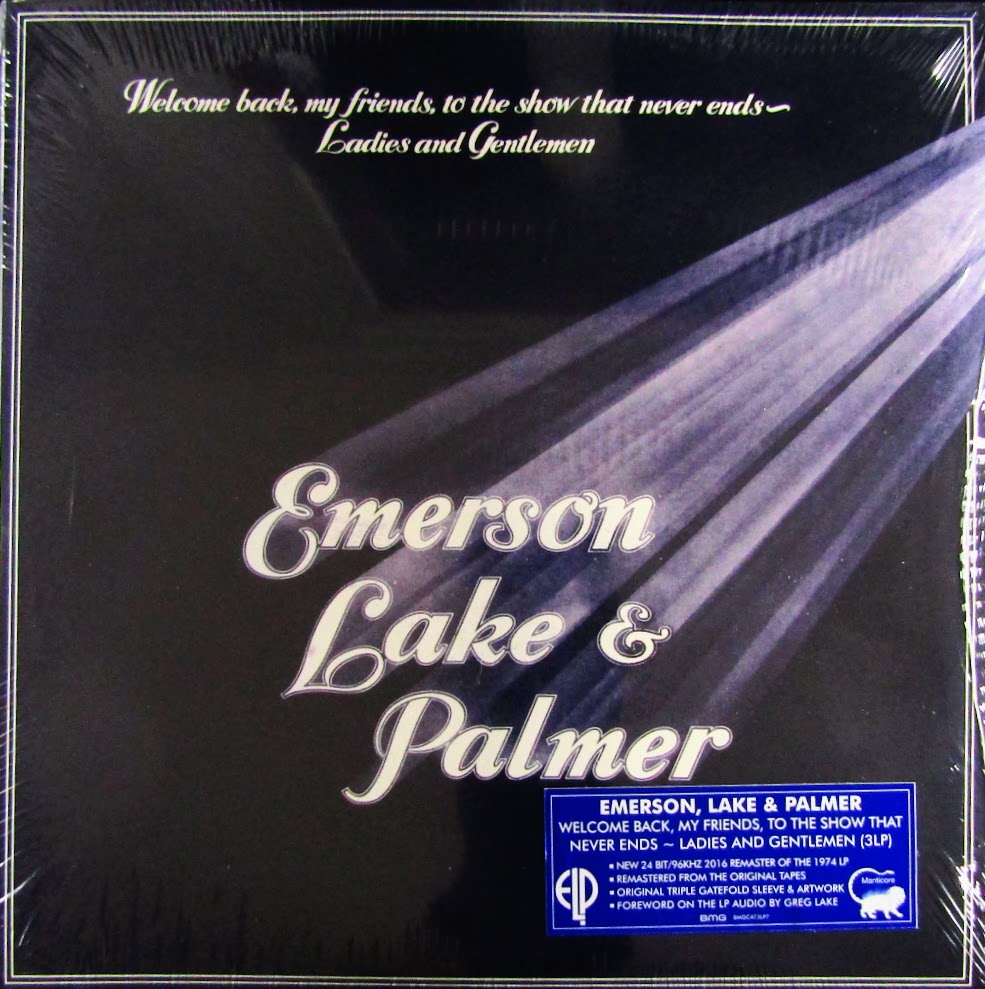 Welcome back, my friends, to the show that never ends~
Ladies and Gentlemen
Emerson
Lake &
Palmer
EMERSON, LAKE & PALMER
WELCOME BACK, MY FRIENDS, TO THE SHOW THAT
NEVER ENDS ~ LADIES AND GENTLEMEN (3LP)
▪ NEW 24 BIT/96KHZ 2016 REMASTER OF THE 1974 LP
▪ REMASTERED FROM THE ORIGINAL TAPES
▪ ORIGINAL TRIPLE GATEFOLD SLEEVE & ARTWORK
▪ FOREWORD ON THE LP AUDIO BY GREG LAKE
ELP
Manticore
BMG BMGCAT3LP7